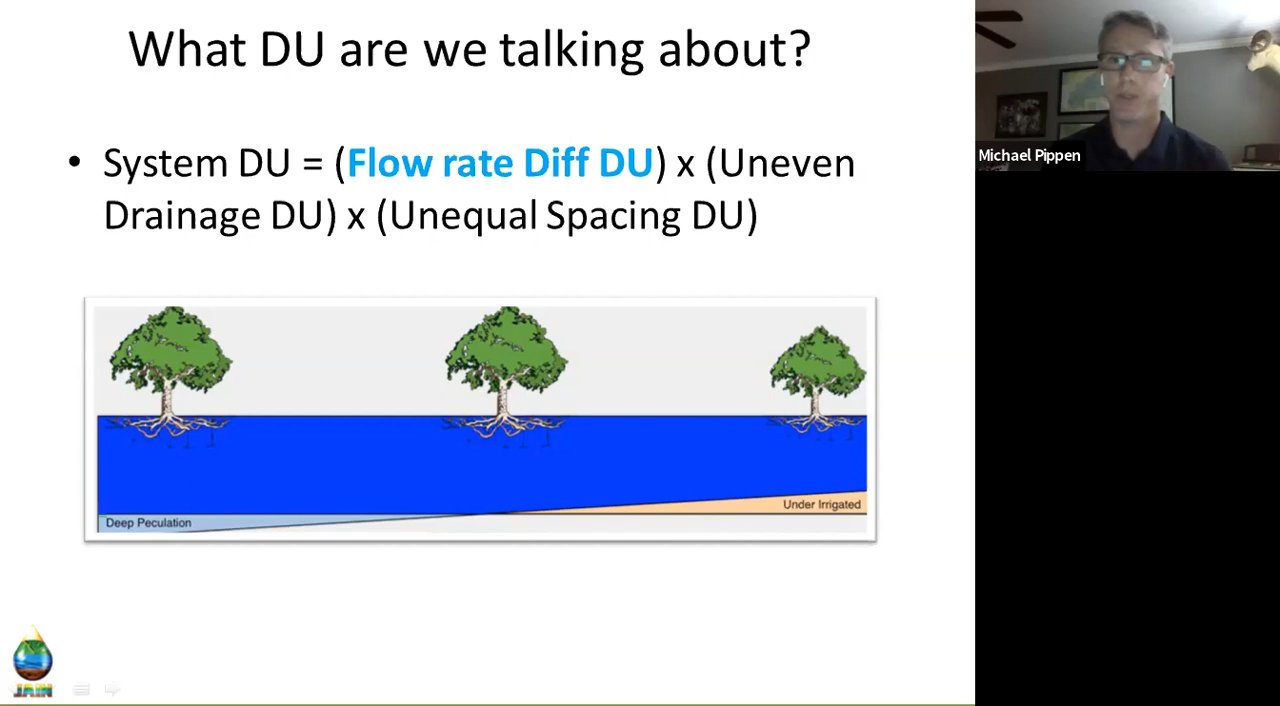 What DU are we talking about?
• System DU = (Flow rate Diff DU) x (Uneven
Drainage DU) x (Unequal Spacing DU)
Under Irrigated
Deep Peculation
JAIN
Michael Pippen